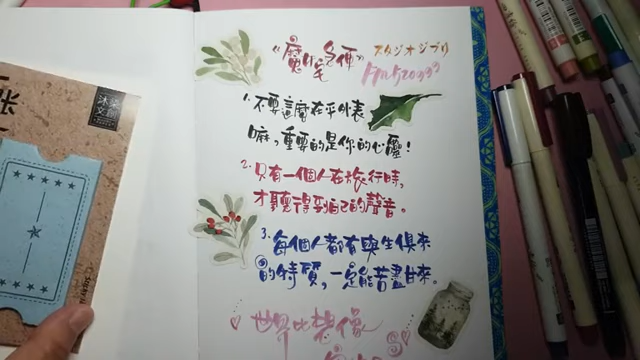 《魔女宅急便》 スタジオジブリ
1. 不要這麼在乎外表
嘛，重要的是你的心靈！
2. 只有一個人在旅行時，
才聽得到自己的聲音。
3. 每個人都有與生俱來
的特質，一定能苦盡甘來。
世界比想像